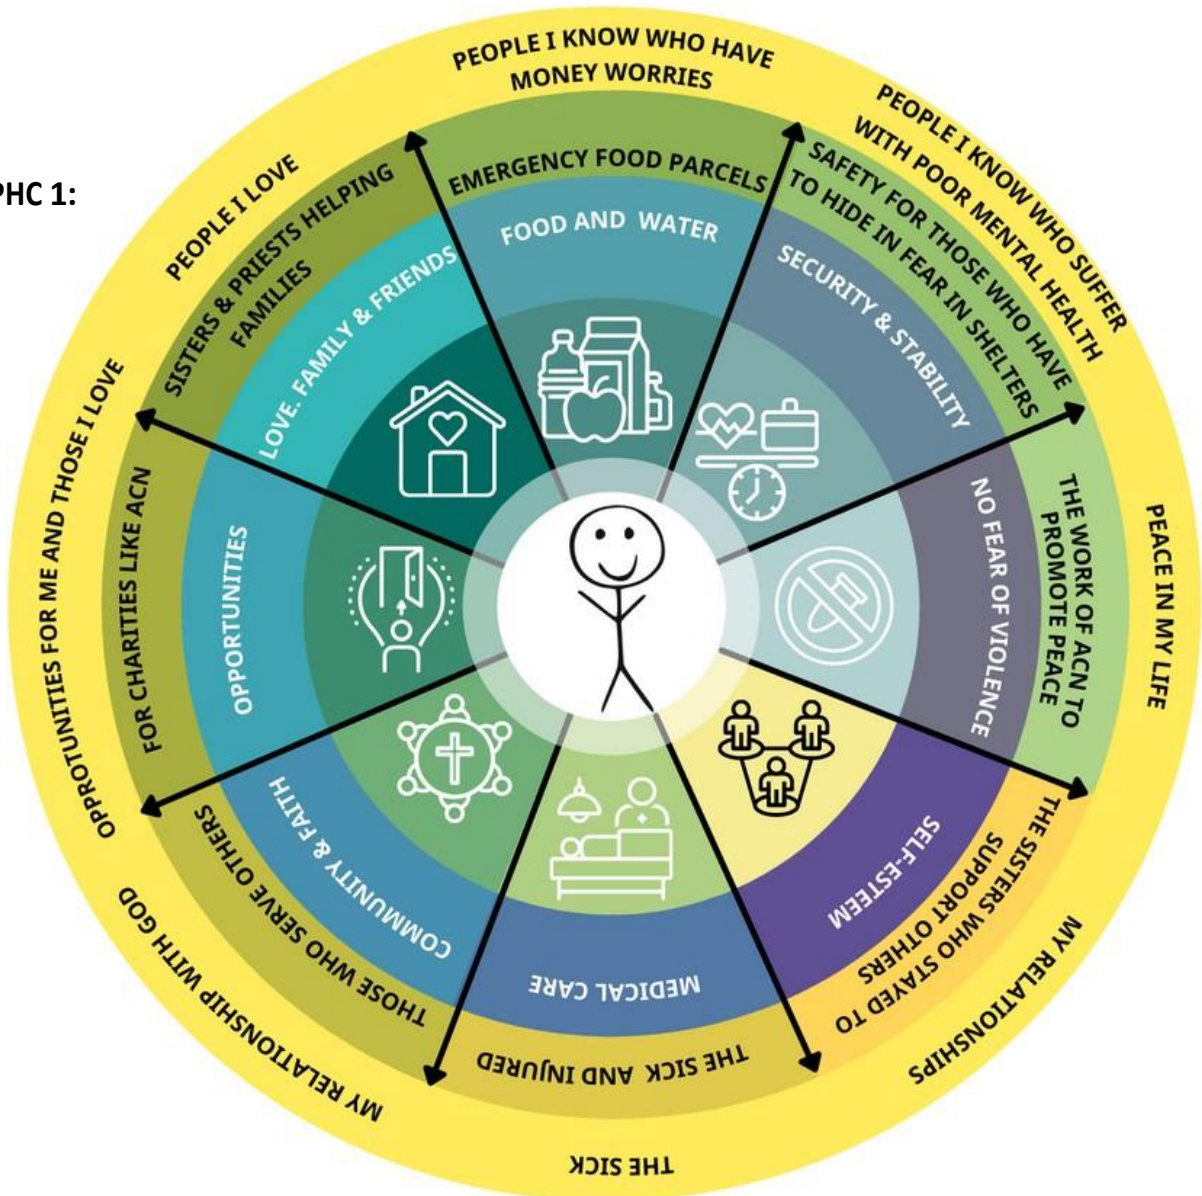 PHC 1:
PEOPLE I KNOW WHO HAVE
MONEY WORRIES
EMERGENCY FOOD PARCELS
FOOD AND WATER
PEOPLE I KNOW WHO SUFFER
WITH POOR MENTAL HEALTH
SAFETY FOR THOSE WHO HAVE
TO HIDE IN FEAR IN SHELTERS
SECURITY & STABILITY
PEACE IN MY LIFE
THE WORK OF ACN TO
PROMOTE PEACE
NO FEAR OF VIOLENCE
MY RELATIONSHIPS
THE SISTERS WHO STAYED TO
SUPPORT OTHERS
SELF-ESTEEM
THE SICK
THE SICK AND INJURED
MEDICAL CARE
MY RELATIONSHIP WITH GOD
THOSE WHO SERVE OTHERS
COMMUNITY & FAITH
OPPROTUNITIES FOR ME AND THOSE I LOVE
FOR CHARITIES LIKE ACN
OPPORTUNITIES
PEOPLE I LOVE
SISTERS & PRIESTS HELPING
FAMILIES
LOVE. FAMILY & FRIENDS